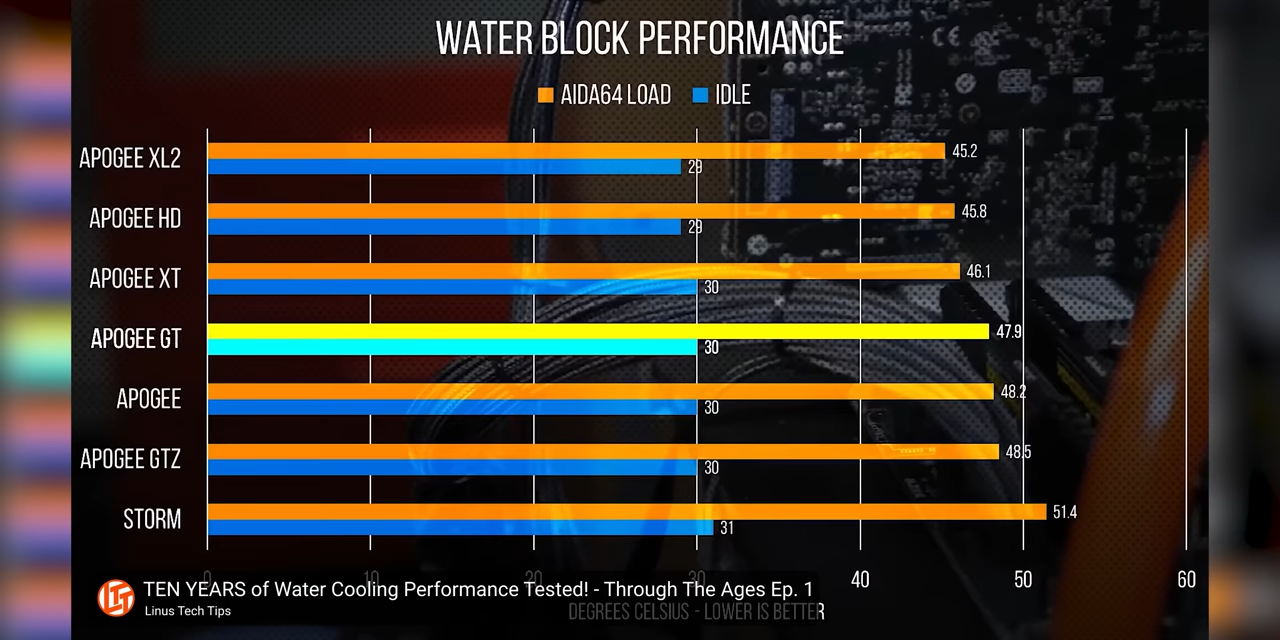 WATER BLOCK PERFORMANCE
AIDA64 LOAD IDLE
APOGEE XL2 45.2
29
APOGEE HD 45.8
29
APOGEE XT 46.1
30
APOGEE GT 47.9
30
APOGEE 48.2
30
APOGEE GTZ 48.5
30
STORM 51.4
31
0 10 20 30 40 50 60
TEN YEARS of Water Cooling Performance Tested! - Through The Ages Ep. 1
LTT Linus Tech Tips
DEGREES CELSIUS - LOWER IS BETTER